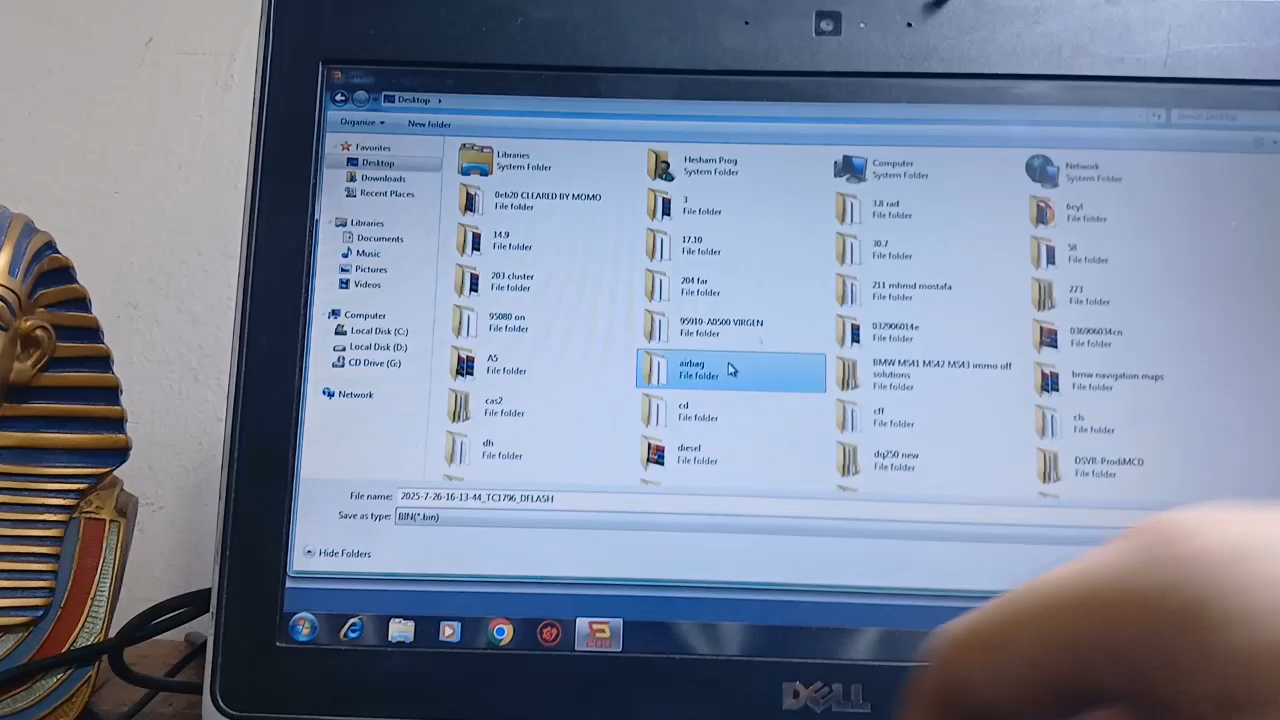 Desktop
Organize
New folder
Favorites
Desktop
Downloads
Recent Places
Libraries
Documents
Music
Pictures
Videos
Computer
Local Disk (C:)
Local Disk (D:)
CD Drive (G:)
Network
Libraries
System Folder
Hesham Prog
System Folder
Computer
System Folder
Network
System Folder
0eb20 CLEARED BY MOMO
File folder
3
File folder
3.8 rad
File folder
6cyl
File folder
14.9
File folder
17.10
File folder
30.7
File folder
58
File folder
203 cluster
File folder
204 far
File folder
211 mhmd mostafa
File folder
273
File folder
95080 on
File folder
95910-A0500 VIRGEN
File folder
032906014e
File folder
036906034cn
File folder
A5
File folder
airbag
File folder
BMW MS41 MS42 MS43 immo off
solutions
File folder
bmw navigation maps
File folder
cas2
File folder
cd
File folder
cff
File folder
cls
File folder
dh
File folder
diesel
File folder
dq250 new
File folder
DSVR-ProdiMCD
File folder
File name:
2025-7-26-16-13-44_TC1796_DFLASH
Save as type:
BIN(*.bin)
Hide Folders
DELL